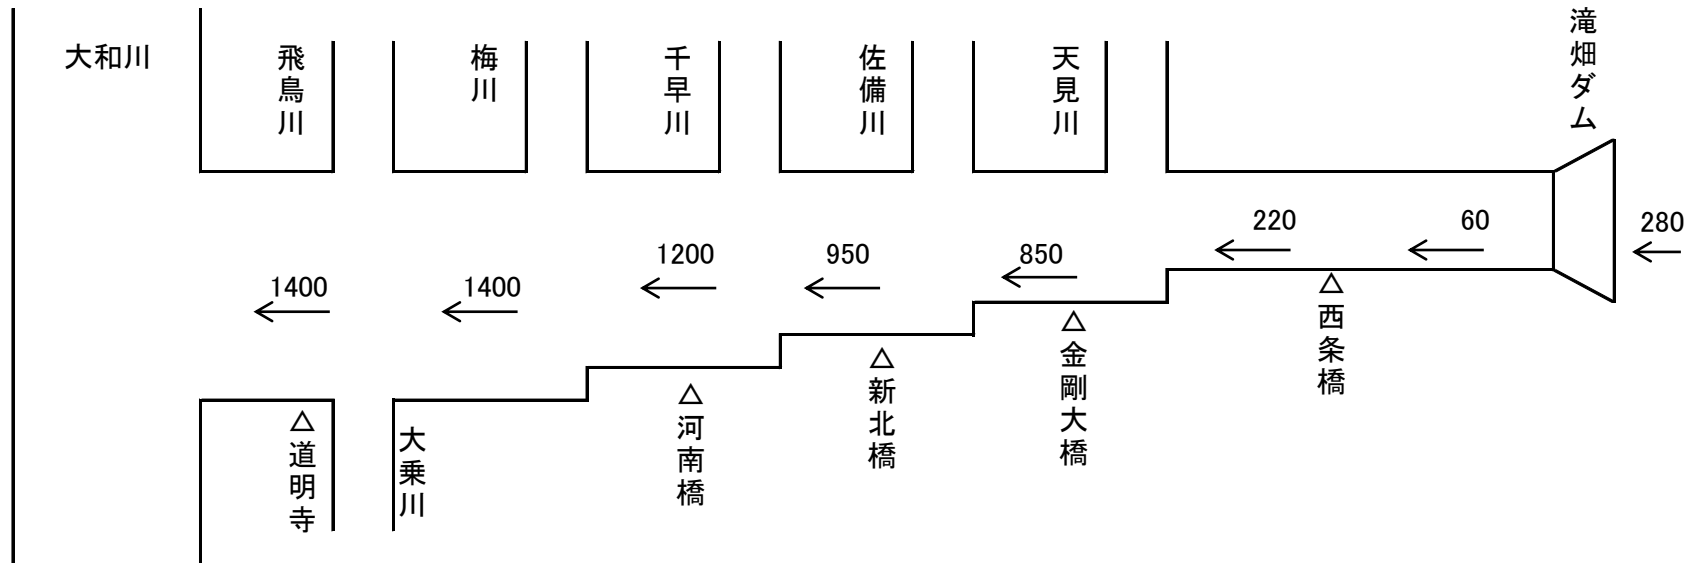 大和川
飛鳥川
梅川
千早川
佐備川
天見川
滝畑ダム
1400
1400
1200
950
850
220
60
280
△道明寺
大乗川
△河南橋
△新北橋
△金剛大橋
△西条橋